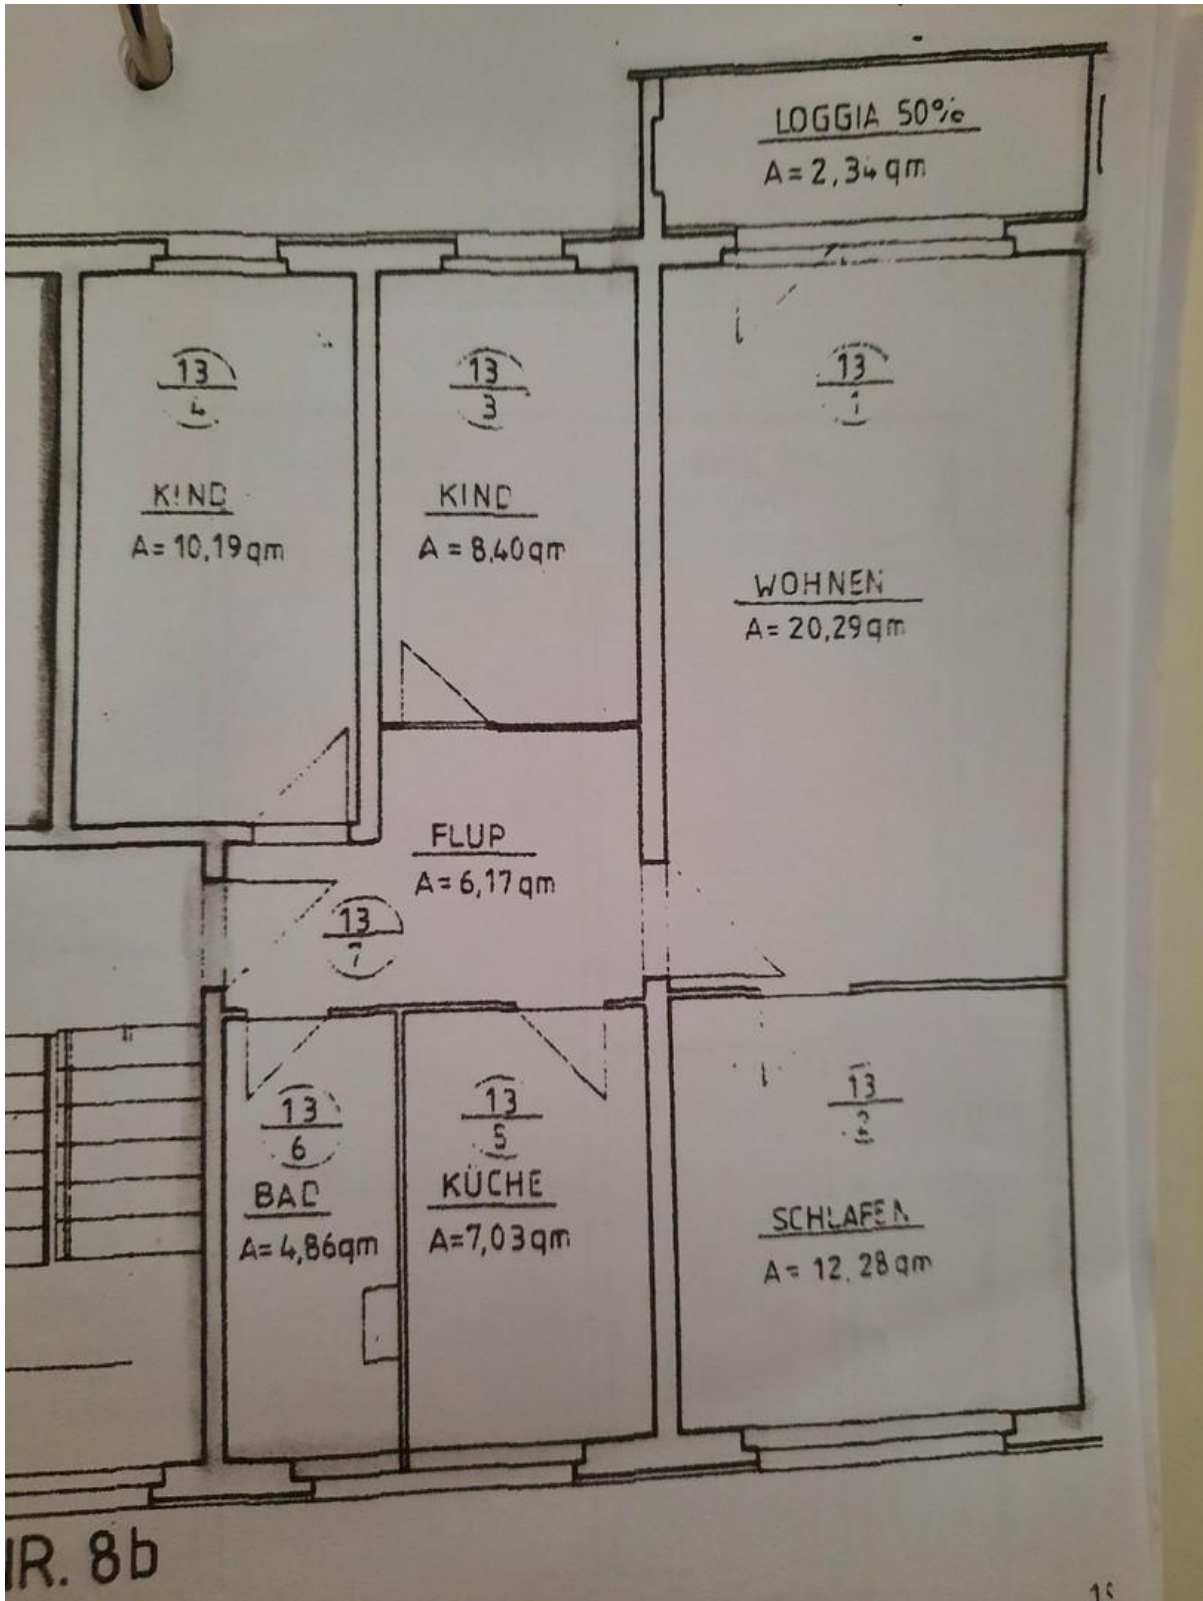 LOGGIA 50%
A=2,34qm
13
4
KIND
A=10,19qm
13
3
KIND
A=8,40qm
13
1
WOHNEN
A=20,29qm
FLUP
A=6,17qm
13
7
13
6
BAD
A=4,86qm
13
5
KÜCHE
A=7,03qm
13
2
SCHLAFEN
A=12,28qm
NR. 8b